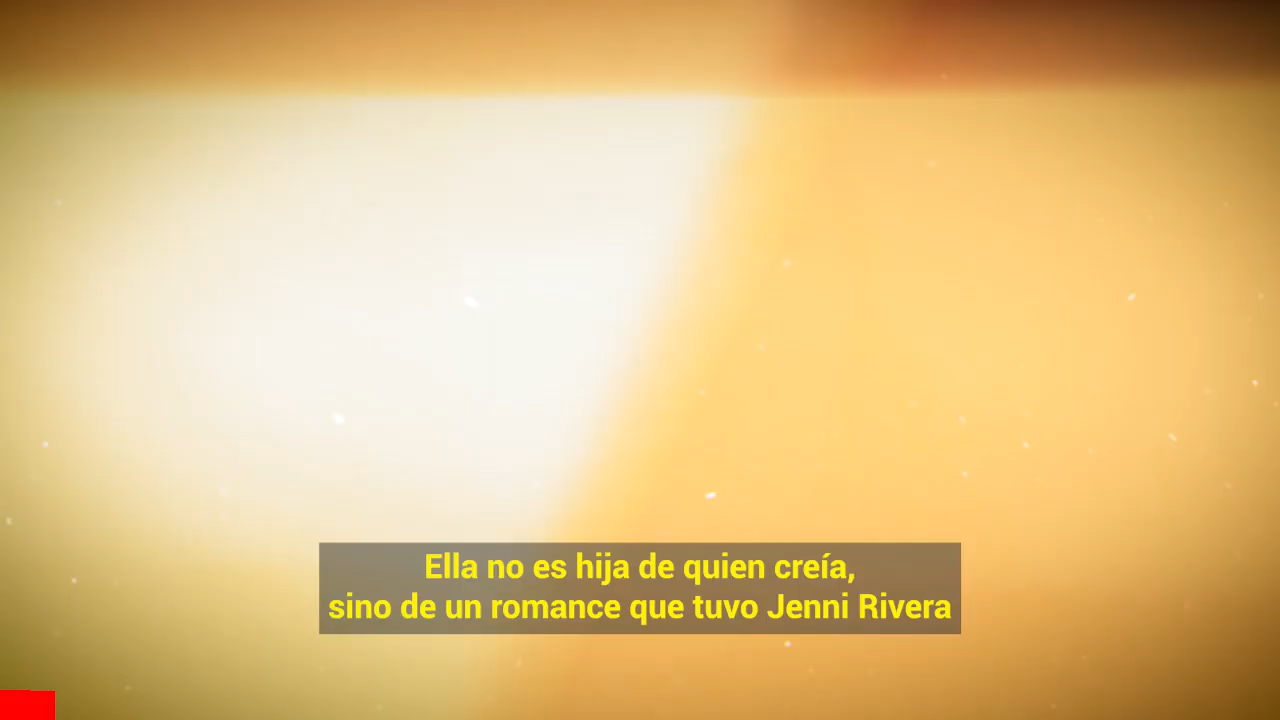 Ella no es hija de quien creía,
sino de un romance que tuvo Jenni Rivera